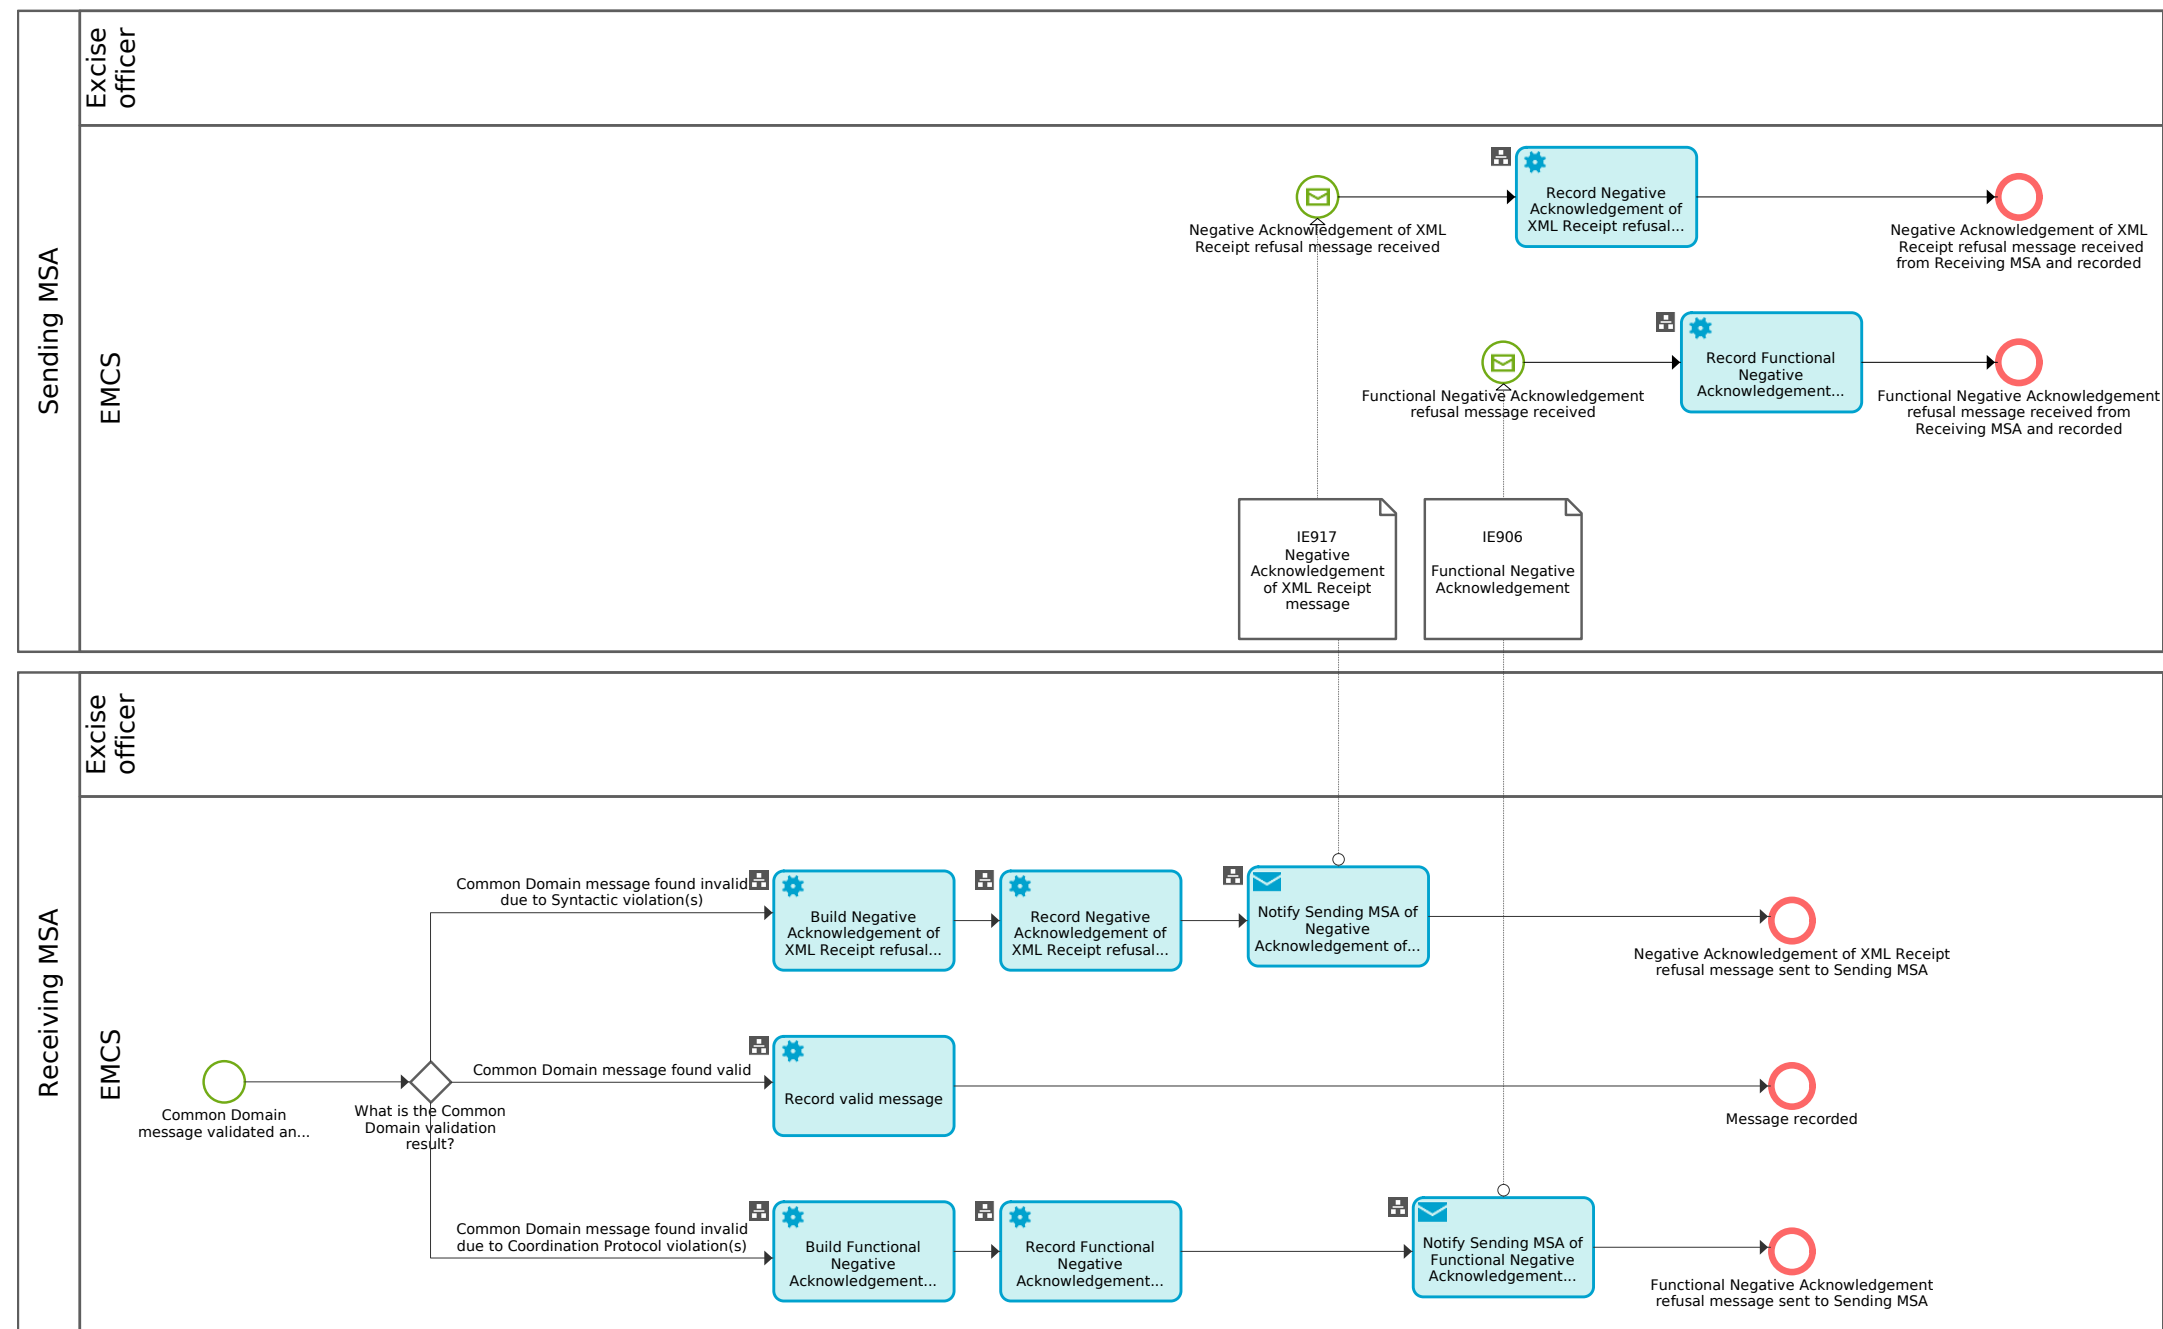 Sending MSA
Excise
officer
EMCS
Negative Acknowledgement of XML
Receipt refusal message received
Record Negative
Acknowledgement of
XML Receipt refusal...
Negative Acknowledgement of XML
Receipt refusal message received
from Receiving MSA and recorded
Functional Negative Acknowledgement
refusal message received
Record Functional
Negative
Acknowledgement...
Functional Negative Acknowledgement
refusal message received from
Receiving MSA and recorded
IE917
Negative
Acknowledgement
of XML Receipt
message
IE906
Functional Negative
Acknowledgement
Receiving MSA
Excise
officer
EMCS
Common Domain
message validated an...
What is the Common
Domain validation
result?
Common Domain message found invalid
due to Syntactic violation(s)
Build Negative
Acknowledgement of
XML Receipt refusal...
Record Negative
Acknowledgement of
XML Receipt refusal...
Notify Sending MSA of
Negative
Acknowledgement of...
Negative Acknowledgement of XML Receipt
refusal message sent to Sending MSA
Common Domain message found valid
Record valid message
Message recorded
Common Domain message found invalid
due to Coordination Protocol violation(s)
Build Functional
Negative
Acknowledgement...
Record Functional
Negative
Acknowledgement...
Notify Sending MSA of
Functional Negative
Acknowledgement...
Functional Negative Acknowledgement
refusal message sent to Sending MSA